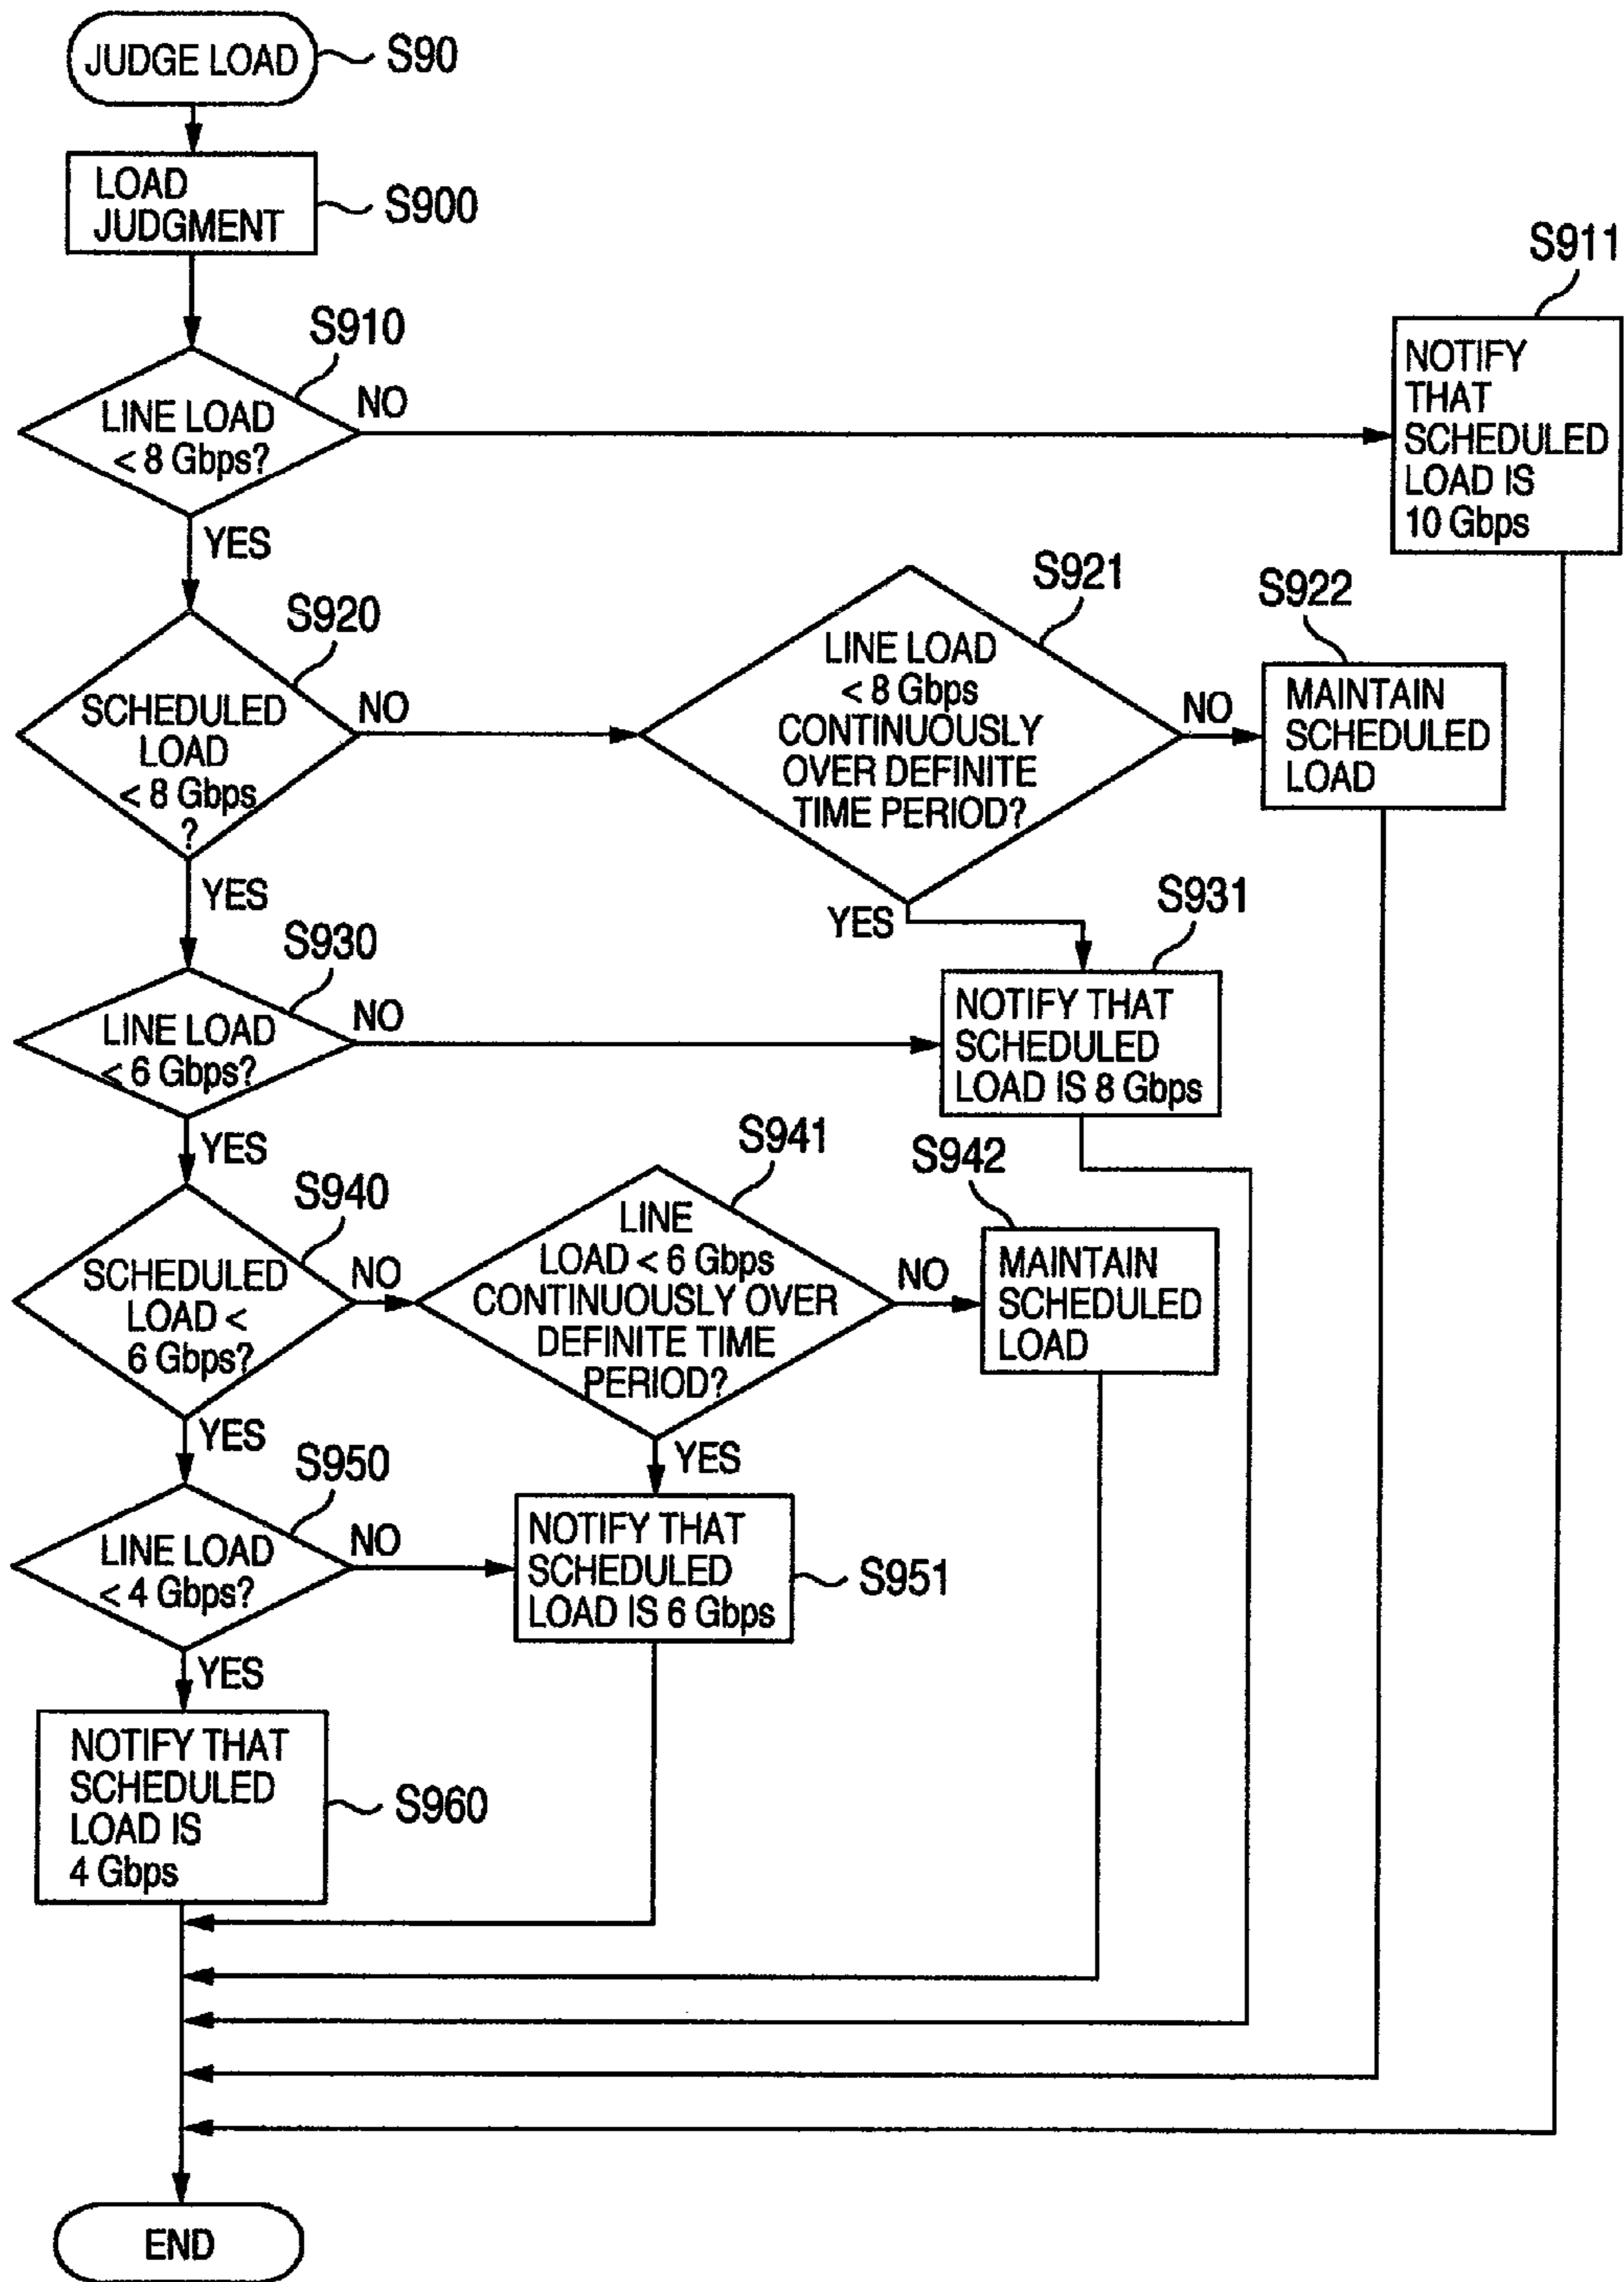 JUDGE LOAD
S90
LOAD
JUDGMENT
S900
S910
LINE LOAD
< 8 Gbps?
NO
YES
S911
NOTIFY
THAT
SCHEDULED
LOAD IS
10 Gbps
S920
SCHEDULED
LOAD
< 8 Gbps
?
NO
YES
S921
LINE LOAD
< 8 Gbps
CONTINUOUSLY
OVER DEFINITE
TIME PERIOD?
NO
YES
S922
MAINTAIN
SCHEDULED
LOAD
S930
LINE LOAD
< 6 Gbps?
NO
YES
S931
NOTIFY THAT
SCHEDULED
LOAD IS 8 Gbps
S940
SCHEDULED
LOAD <
6 Gbps?
NO
YES
S941
LINE
LOAD < 6 Gbps
CONTINUOUSLY OVER
DEFINITE TIME
PERIOD?
NO
YES
S942
MAINTAIN
SCHEDULED
LOAD
S950
LINE LOAD
< 4 Gbps?
NO
YES
NOTIFY THAT
SCHEDULED
LOAD IS 6 Gbps
S951
NOTIFY THAT
SCHEDULED
LOAD IS
4 Gbps
S960
END